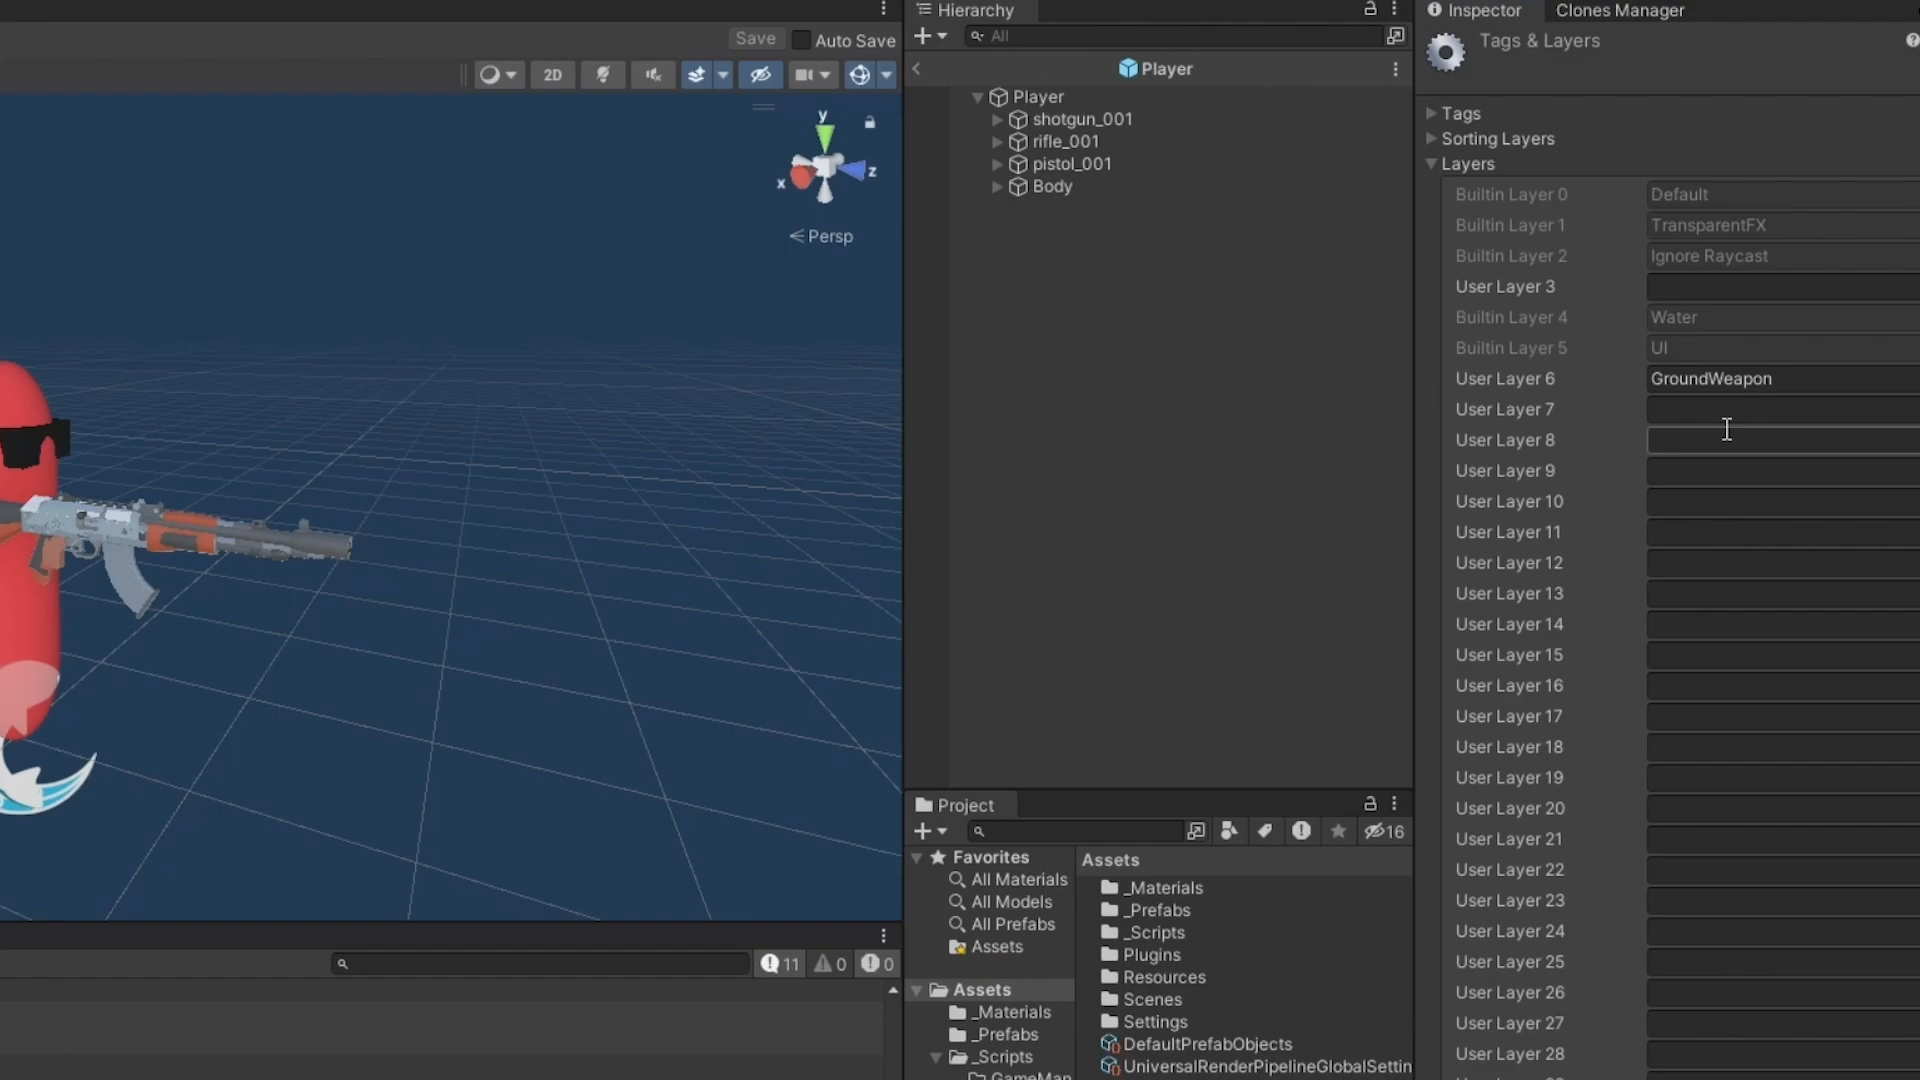 Save
Auto Save
2D
y
x
z
Persp
11
0
0
Hierarchy
All
Player
Player
shotgun_001
rifle_001
pistol_001
Body
Project
16
Favorites
All Materials
All Models
All Prefabs
Assets
Assets
_Materials
_Prefabs
_Scripts
GameMan
Assets
_Materials
_Prefabs
_Scripts
Plugins
Resources
Scenes
Settings
DefaultPrefabObjects
UniversalRenderPipelineGlobalSettin
Inspector
Clones Manager
Tags & Layers
Tags
Sorting Layers
Layers
Builtin Layer 0 Default
Builtin Layer 1 TransparentFX
Builtin Layer 2 Ignore Raycast
User Layer 3
Builtin Layer 4 Water
Builtin Layer 5 UI
User Layer 6 GroundWeapon
User Layer 7
User Layer 8
User Layer 9
User Layer 10
User Layer 11
User Layer 12
User Layer 13
User Layer 14
User Layer 15
User Layer 16
User Layer 17
User Layer 18
User Layer 19
User Layer 20
User Layer 21
User Layer 22
User Layer 23
User Layer 24
User Layer 25
User Layer 26
User Layer 27
User Layer 28